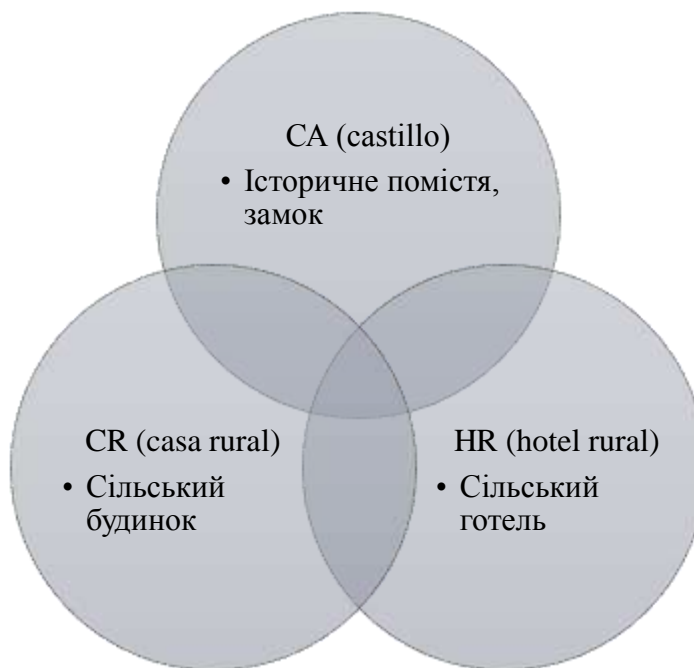 CA (castillo)
• Історичне помістя,
замок
CR (casa rural)
• Сільський
будинок
HR (hotel rural)
• Сільський
готель